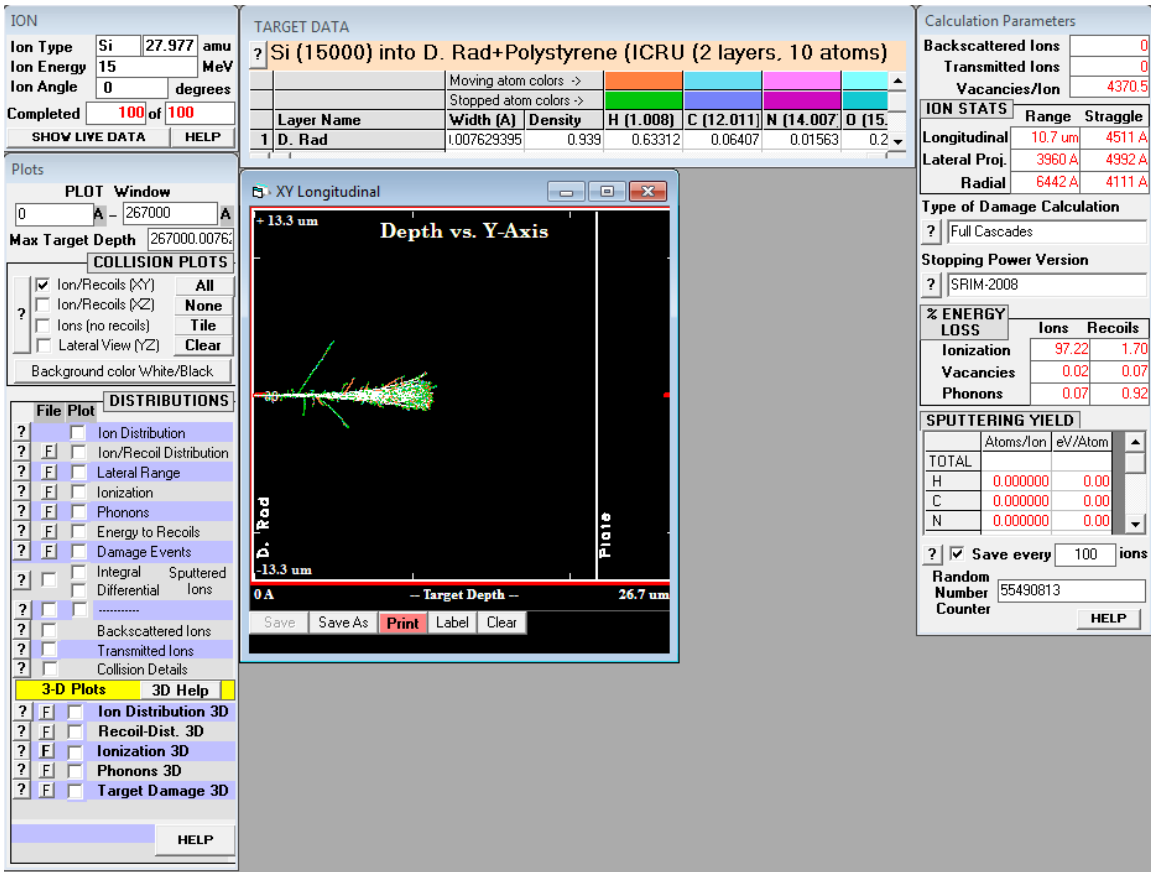 ION
Ion Type Si 27.977 amu
Ion Energy 15 MeV
Ion Angle 0 degrees
Completed 100 of 100
SHOW LIVE DATA HELP
Plots
PLOT Window
0 A – 267000 A
Max Target Depth
COLLISION PLOTS
?
Ion/Recoils (XY) All
Ion/Recoils (XZ) None
Ions (no recoils) Tile
Lateral View (YZ) Clear
Background color White/Black
DISTRIBUTIONS
File Plot
? Ion Distribution
? F Ion/Recoil Distribution
? F Lateral Range
? F Ionization
? F Phonons
? F Energy to Recoils
? F Damage Events
? Integral Sputtered
Differential Ions
? -----------
? Backscattered Ions
? Transmitted Ions
? Collision Details
3-D Plots 3D Help
? F Ion Distribution 3D
? F Recoil-Dist. 3D
? F Ionization 3D
? F Phonons 3D
? F Target Damage 3D
HELP
TARGET DATA
? Si (15000) into D. Rad+Polystyrene (ICRU (2 layers, 10 atoms)
Moving atom colors ->
Stopped atom colors ->
Layer Name Width (A) Density H (1.008) C (12.011) N (14.007 O (15.
1 D. Rad .007629395 0.939 0.63312 0.06407 0.01563 0.2
XY Longitudinal
+ 13.3 um
Depth vs. Y-Axis
D. Rad
Plate
-13.3 um
0 A -- Target Depth -- 26.7 um
Save Save As Print Label Clear
Calculation Parameters
Backscattered Ions 0
Transmitted Ions 0
Vacancies/Ion 4370.5
ION STATS Range Straggle
Longitudinal 10.7 um 4511 A
Lateral Proj. 3960 A 4992 A
Radial 6442 A 4111 A
Type of Damage Calculation
? Full Cascades
Stopping Power Version
? SRIM-2008
% ENERGY LOSS Ions Recoils
Ionization 97.22 1.70
Vacancies 0.02 0.07
Phonons 0.07 0.92
SPUTTERING YIELD
Atoms/Ion eV/Atom
TOTAL
H 0.000000 0.00
C 0.000000 0.00
N 0.000000 0.00
? Save every 100 ions
Random
Number 55490813
Counter
HELP